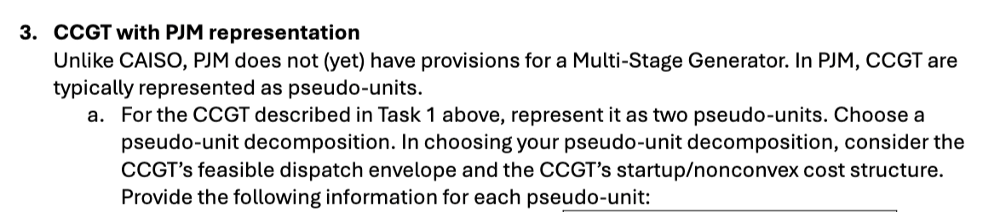 3. CCGT with PJM representation
Unlike CAISO, PJM does not (yet) have provisions for a Multi-Stage Generator. In PJM, CCGT are
typically represented as pseudo-units.
a. For the CCGT described in Task 1 above, represent it as two pseudo-units. Choose a
pseudo-unit decomposition. In choosing your pseudo-unit decomposition, consider the
CCGT’s feasible dispatch envelope and the CCGT’s startup/nonconvex cost structure.
Provide the following information for each pseudo-unit: